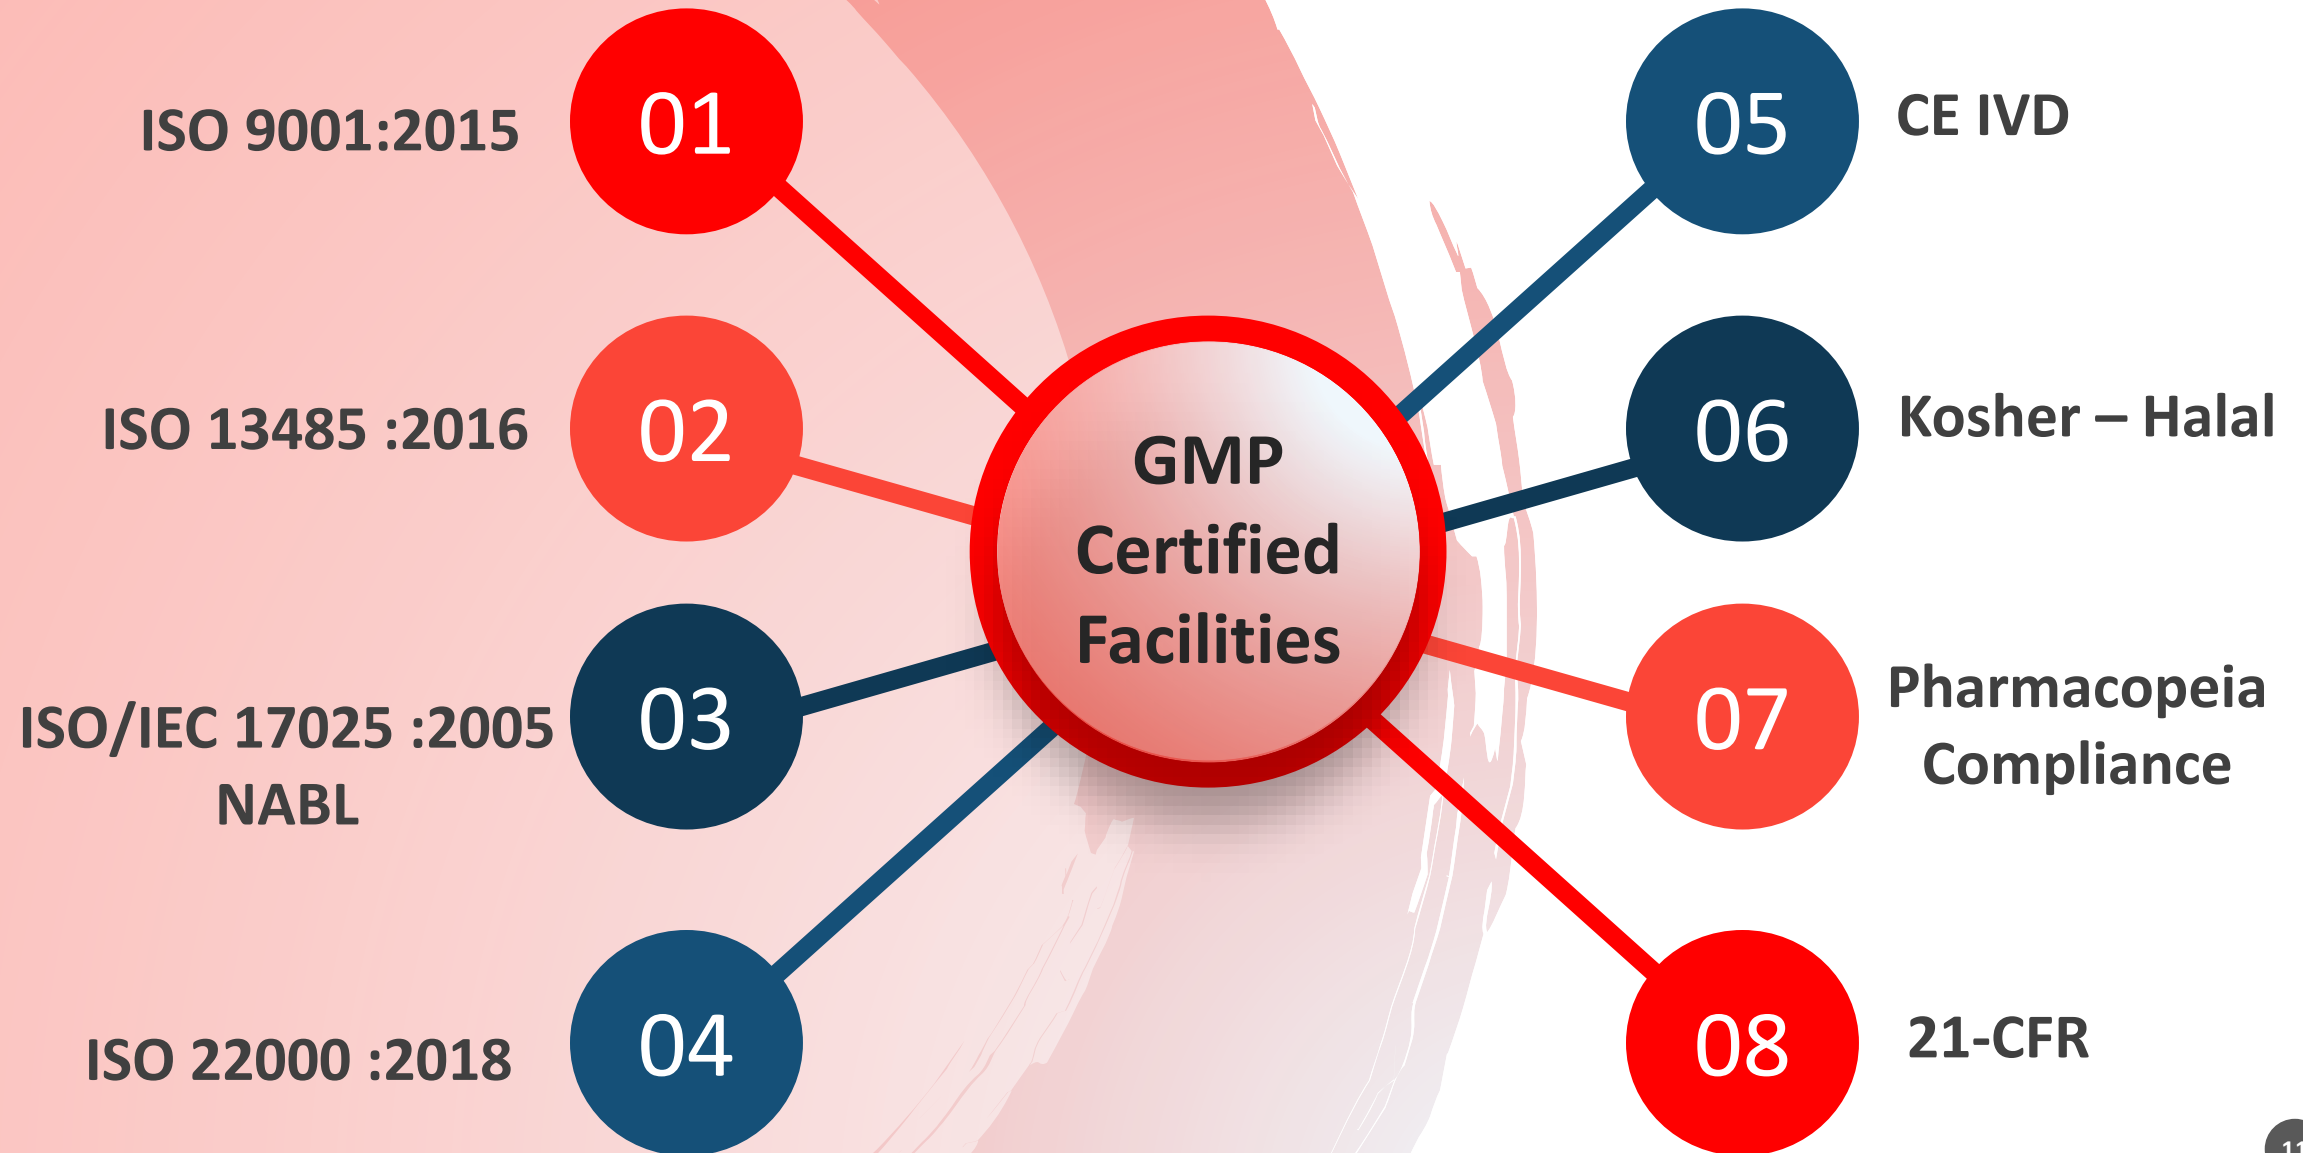 ISO 9001:2015
01
ISO 13485 :2016
02
ISO/IEC 17025 :2005
NABL
03
ISO 22000 :2018
04
GMP
Certified
Facilities
05
CE IVD
06
Kosher – Halal
07
Pharmacopeia
Compliance
08
21-CFR
11